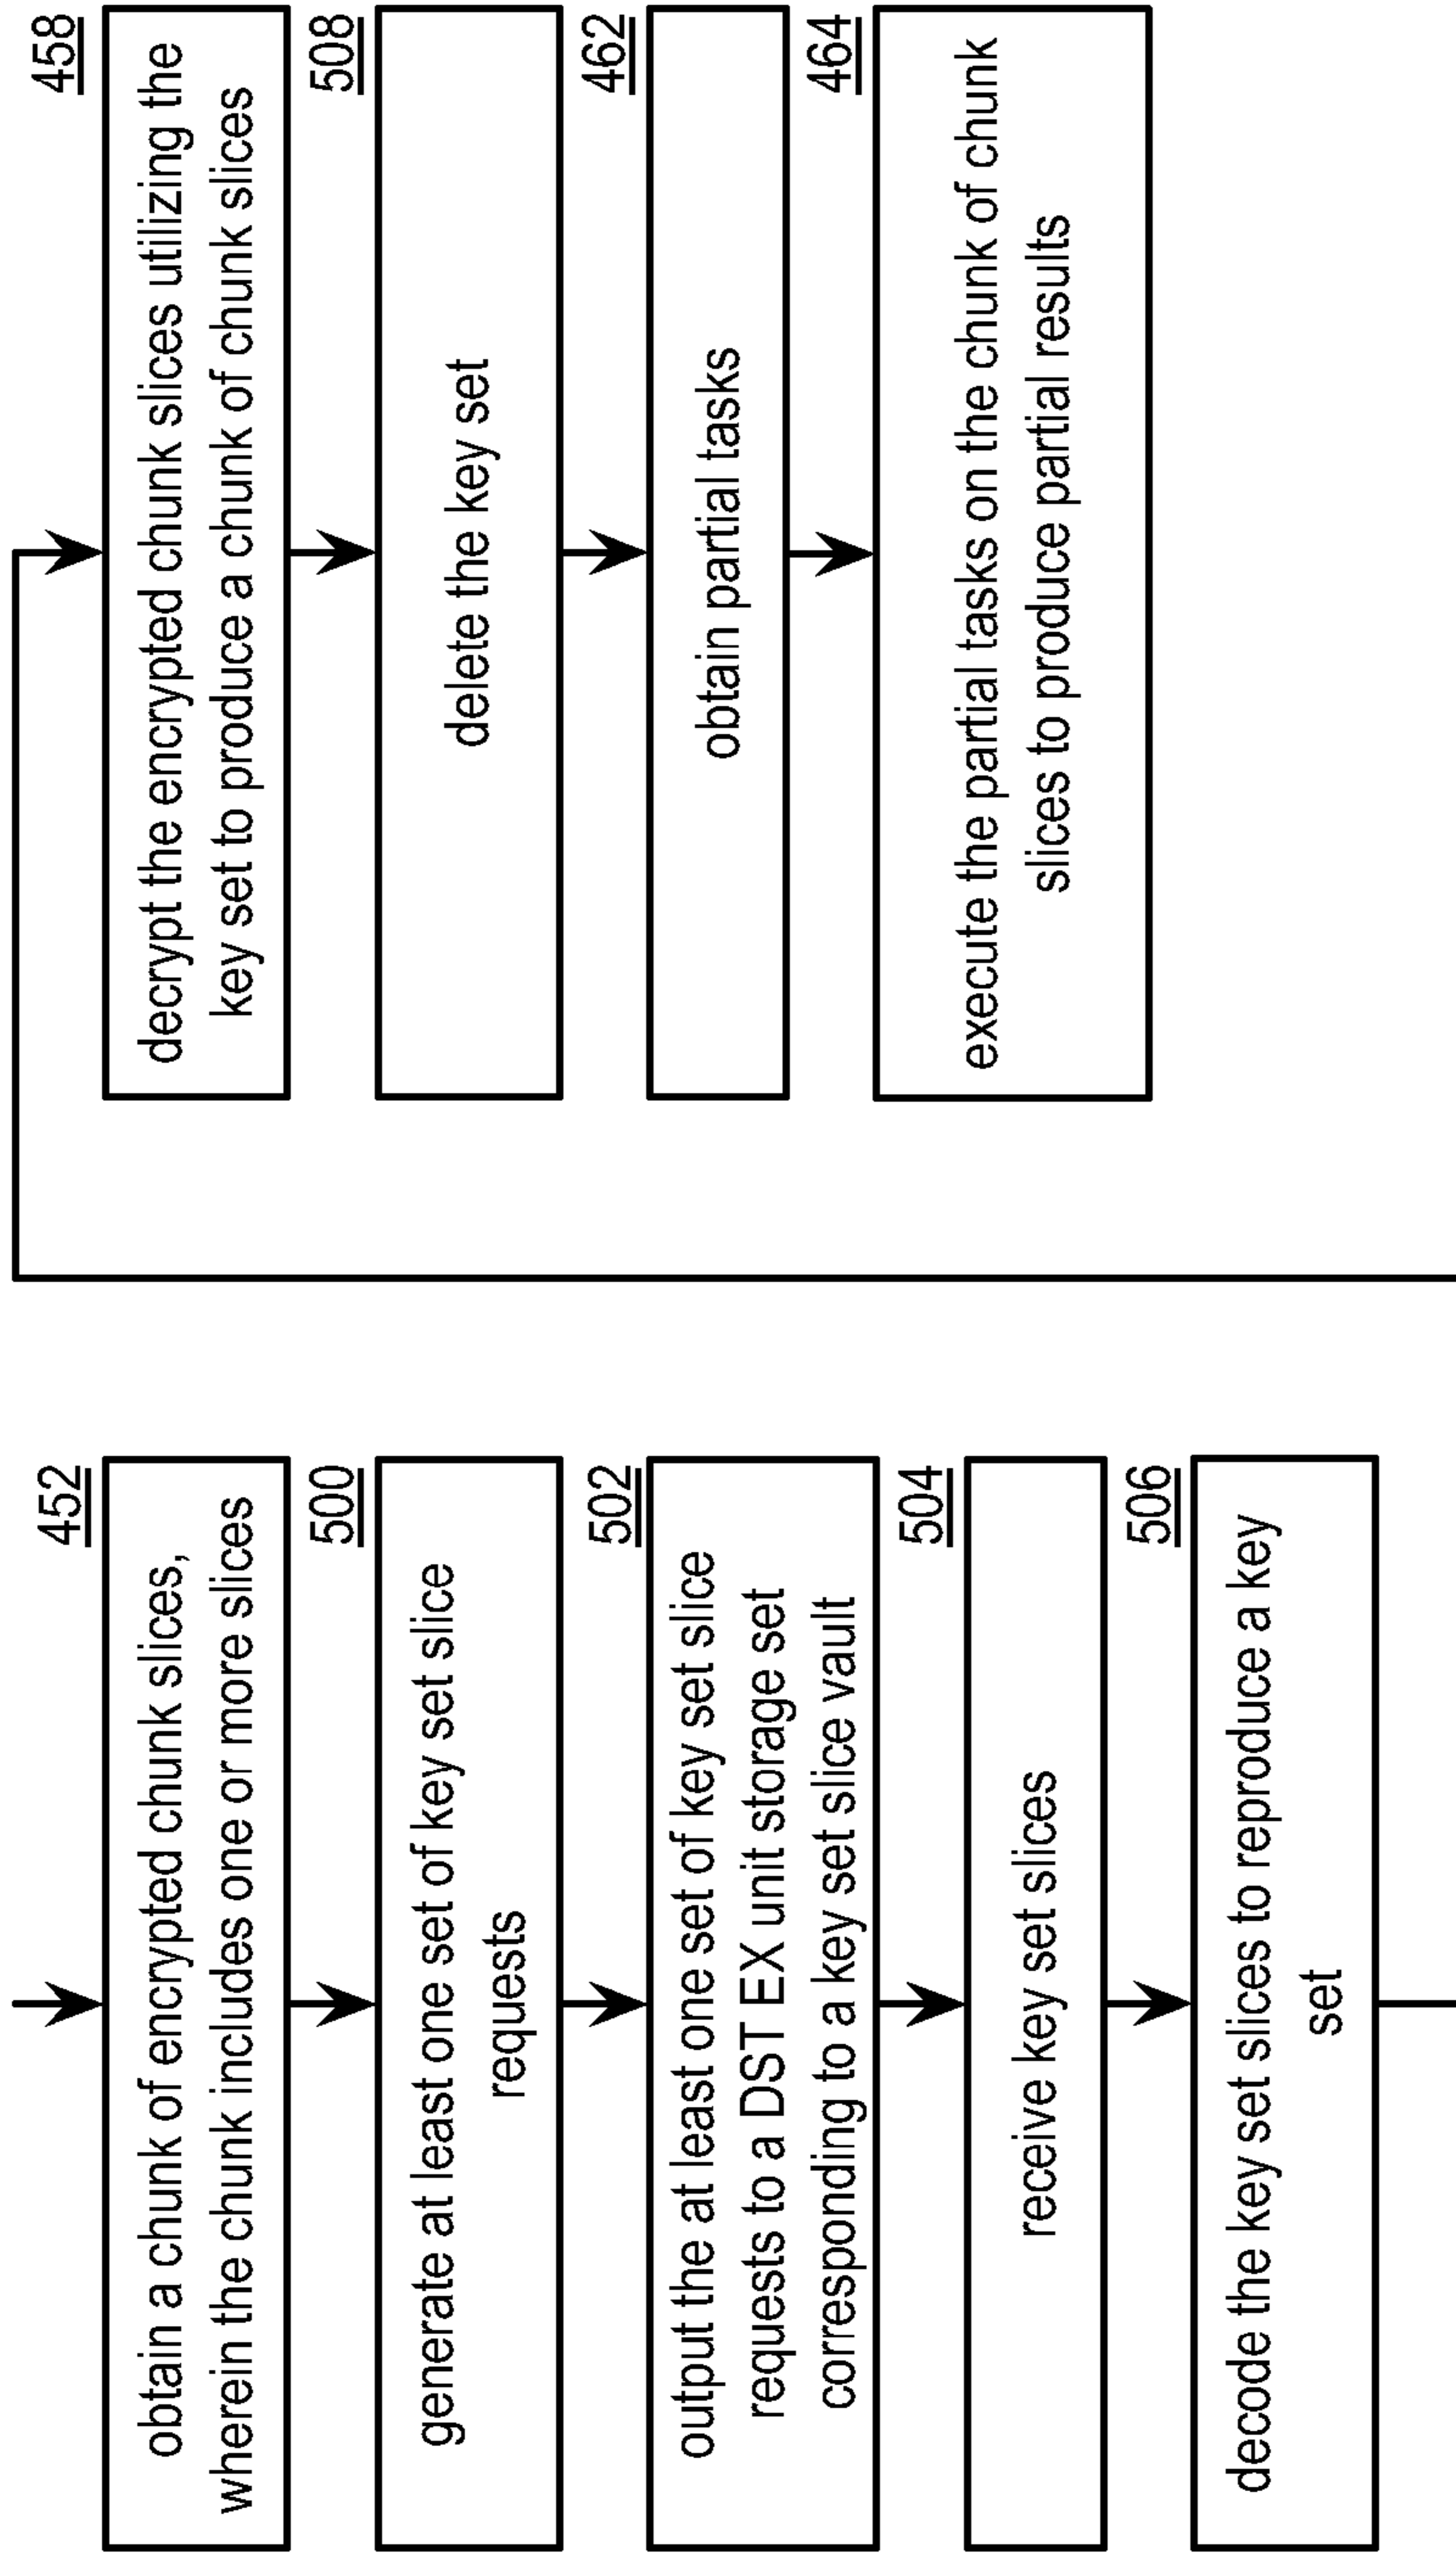 452
obtain a chunk of encrypted chunk slices,
wherein the chunk includes one or more slices
500
generate at least one set of key set slice
requests
502
output the at least one set of key set slice
requests to a DST EX unit storage set
corresponding to a key set slice vault
504
receive key set slices
506
decode the key set slices to reproduce a key
set
458
decrypt the encrypted chunk slices utilizing the
key set to produce a chunk of chunk slices
508
delete the key set
462
obtain partial tasks
464
execute the partial tasks on the chunk of chunk
slices to produce partial results